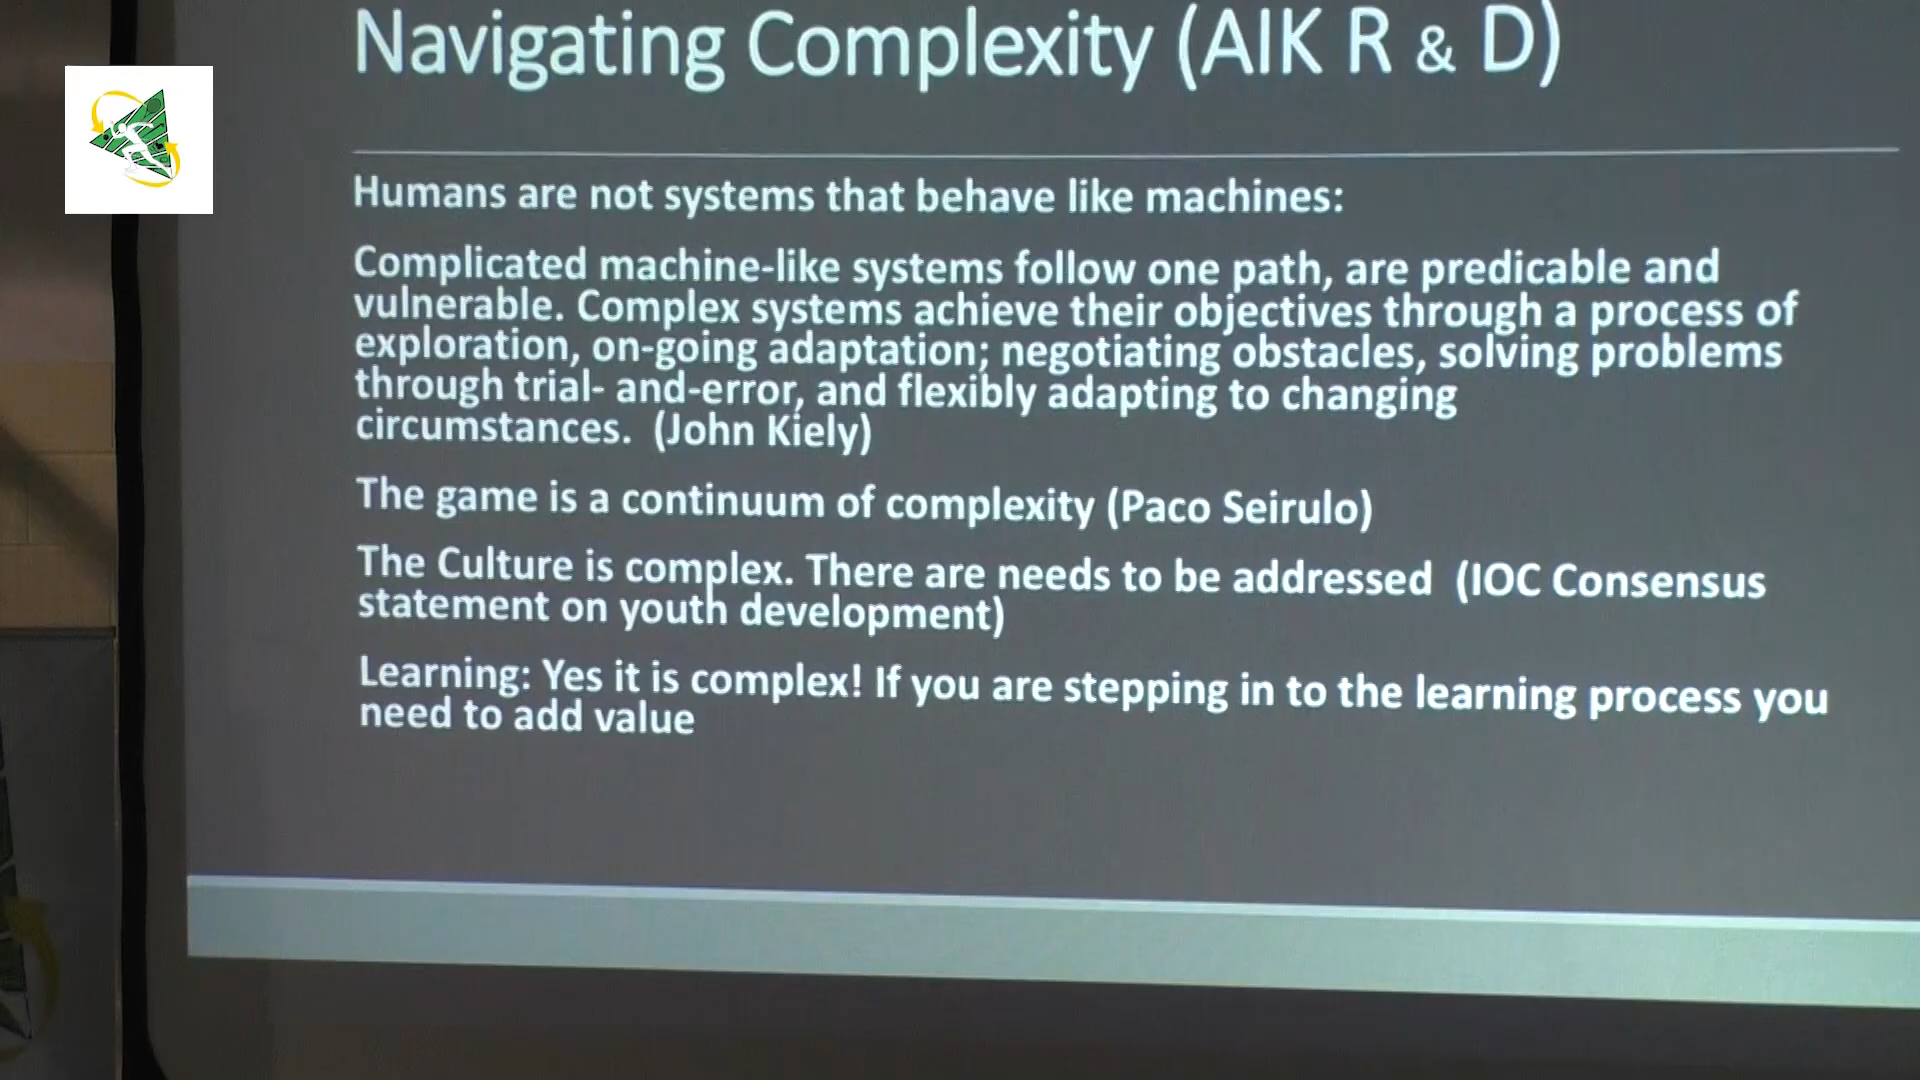 Navigating Complexity (AIK R & D)
Humans are not systems that behave like machines:
Complicated machine-like systems follow one path, are predicable and
vulnerable. Complex systems achieve their objectives through a process of
exploration, on-going adaptation; negotiating obstacles, solving problems
through trial- and-error, and flexibly adapting to changing
circumstances. (John Kiely)
The game is a continuum of complexity (Paco Seirulo)
The Culture is complex. There are needs to be addressed (IOC Consensus
statement on youth development)
Learning: Yes it is complex! If you are stepping in to the learning process you
need to add value